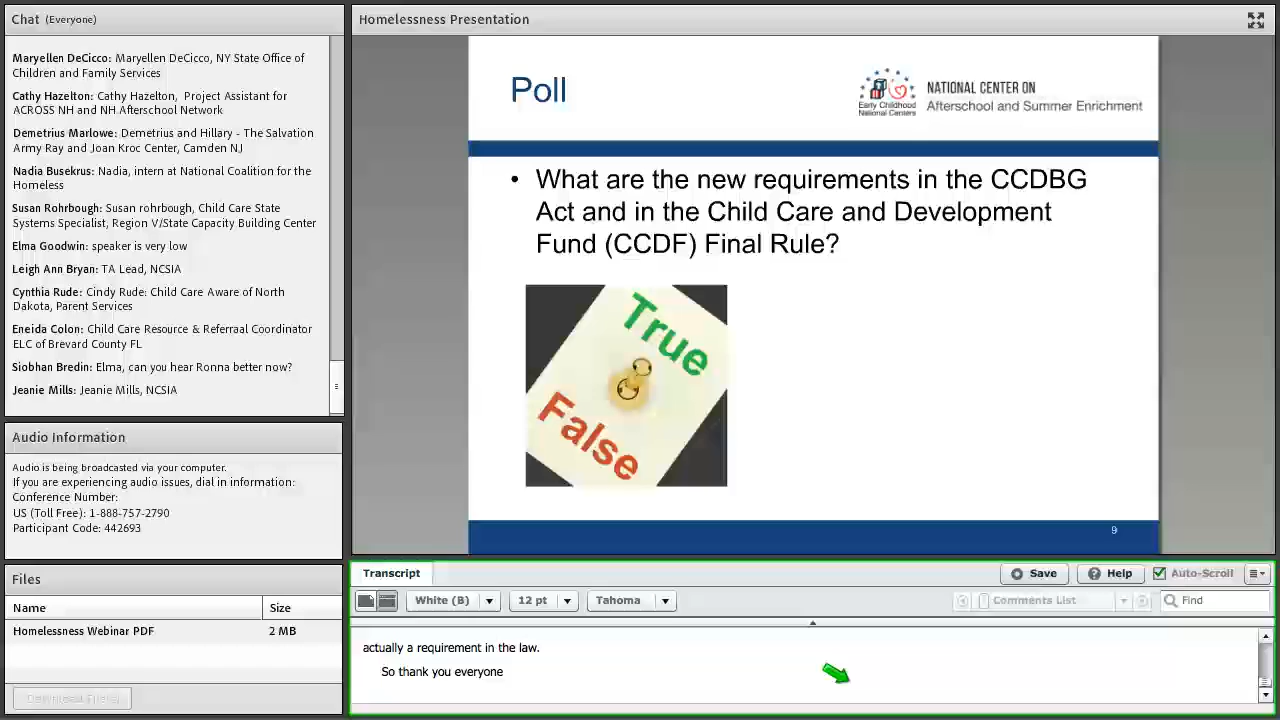 Chat (Everyone)
Maryellen DeCicco: Maryellen DeCicco, NY State Office of
Children and Family Services
Cathy Hazelton: Cathy Hazelton, Project Assistant for
ACROSS NH and NH Afterschool Network
Demetrius Marlowe: Demetrius and Hillary - The Salvation
Army Ray and Joan Kroc Center, Camden NJ
Nadia Busekrus: Nadia, intern at National Coalition for the
Homeless
Susan Rohrbough: Susan rohrbough, Child Care State
Systems Specialist, Region V/State Capacity Building Center
Elma Goodwin: speaker is very low
Leigh Ann Bryan: TA Lead, NCSIA
Cynthia Rude: Cindy Rude: Child Care Aware of North
Dakota, Parent Services
Eneida Colon: Child Care Resource & Referraal Coordinator
ELC of Brevard County FL
Siobhan Bredin: Elma, can you hear Ronna better now?
Jeanie Mills: Jeanie Mills, NCSIA
Audio Information
Audio is being broadcasted via your computer.
If you are experiencing audio issues, dial in information:
Conference Number:
US (Toll Free): 1-888-757-2790
Participant Code: 442693
Files
Name Size
Homelessness Webinar PDF 2 MB
Download File(s)
Homelessness Presentation
Poll
Early Childhood
National Centers
NATIONAL CENTER ON
Afterschool and Summer Enrichment
• What are the new requirements in the CCDBG
Act and in the Child Care and Development
Fund (CCDF) Final Rule?
True
False
9
Transcript Save Help Auto-Scroll
White (B) 12 pt Tahoma Comments List Find
actually a requirement in the law.
So thank you everyone